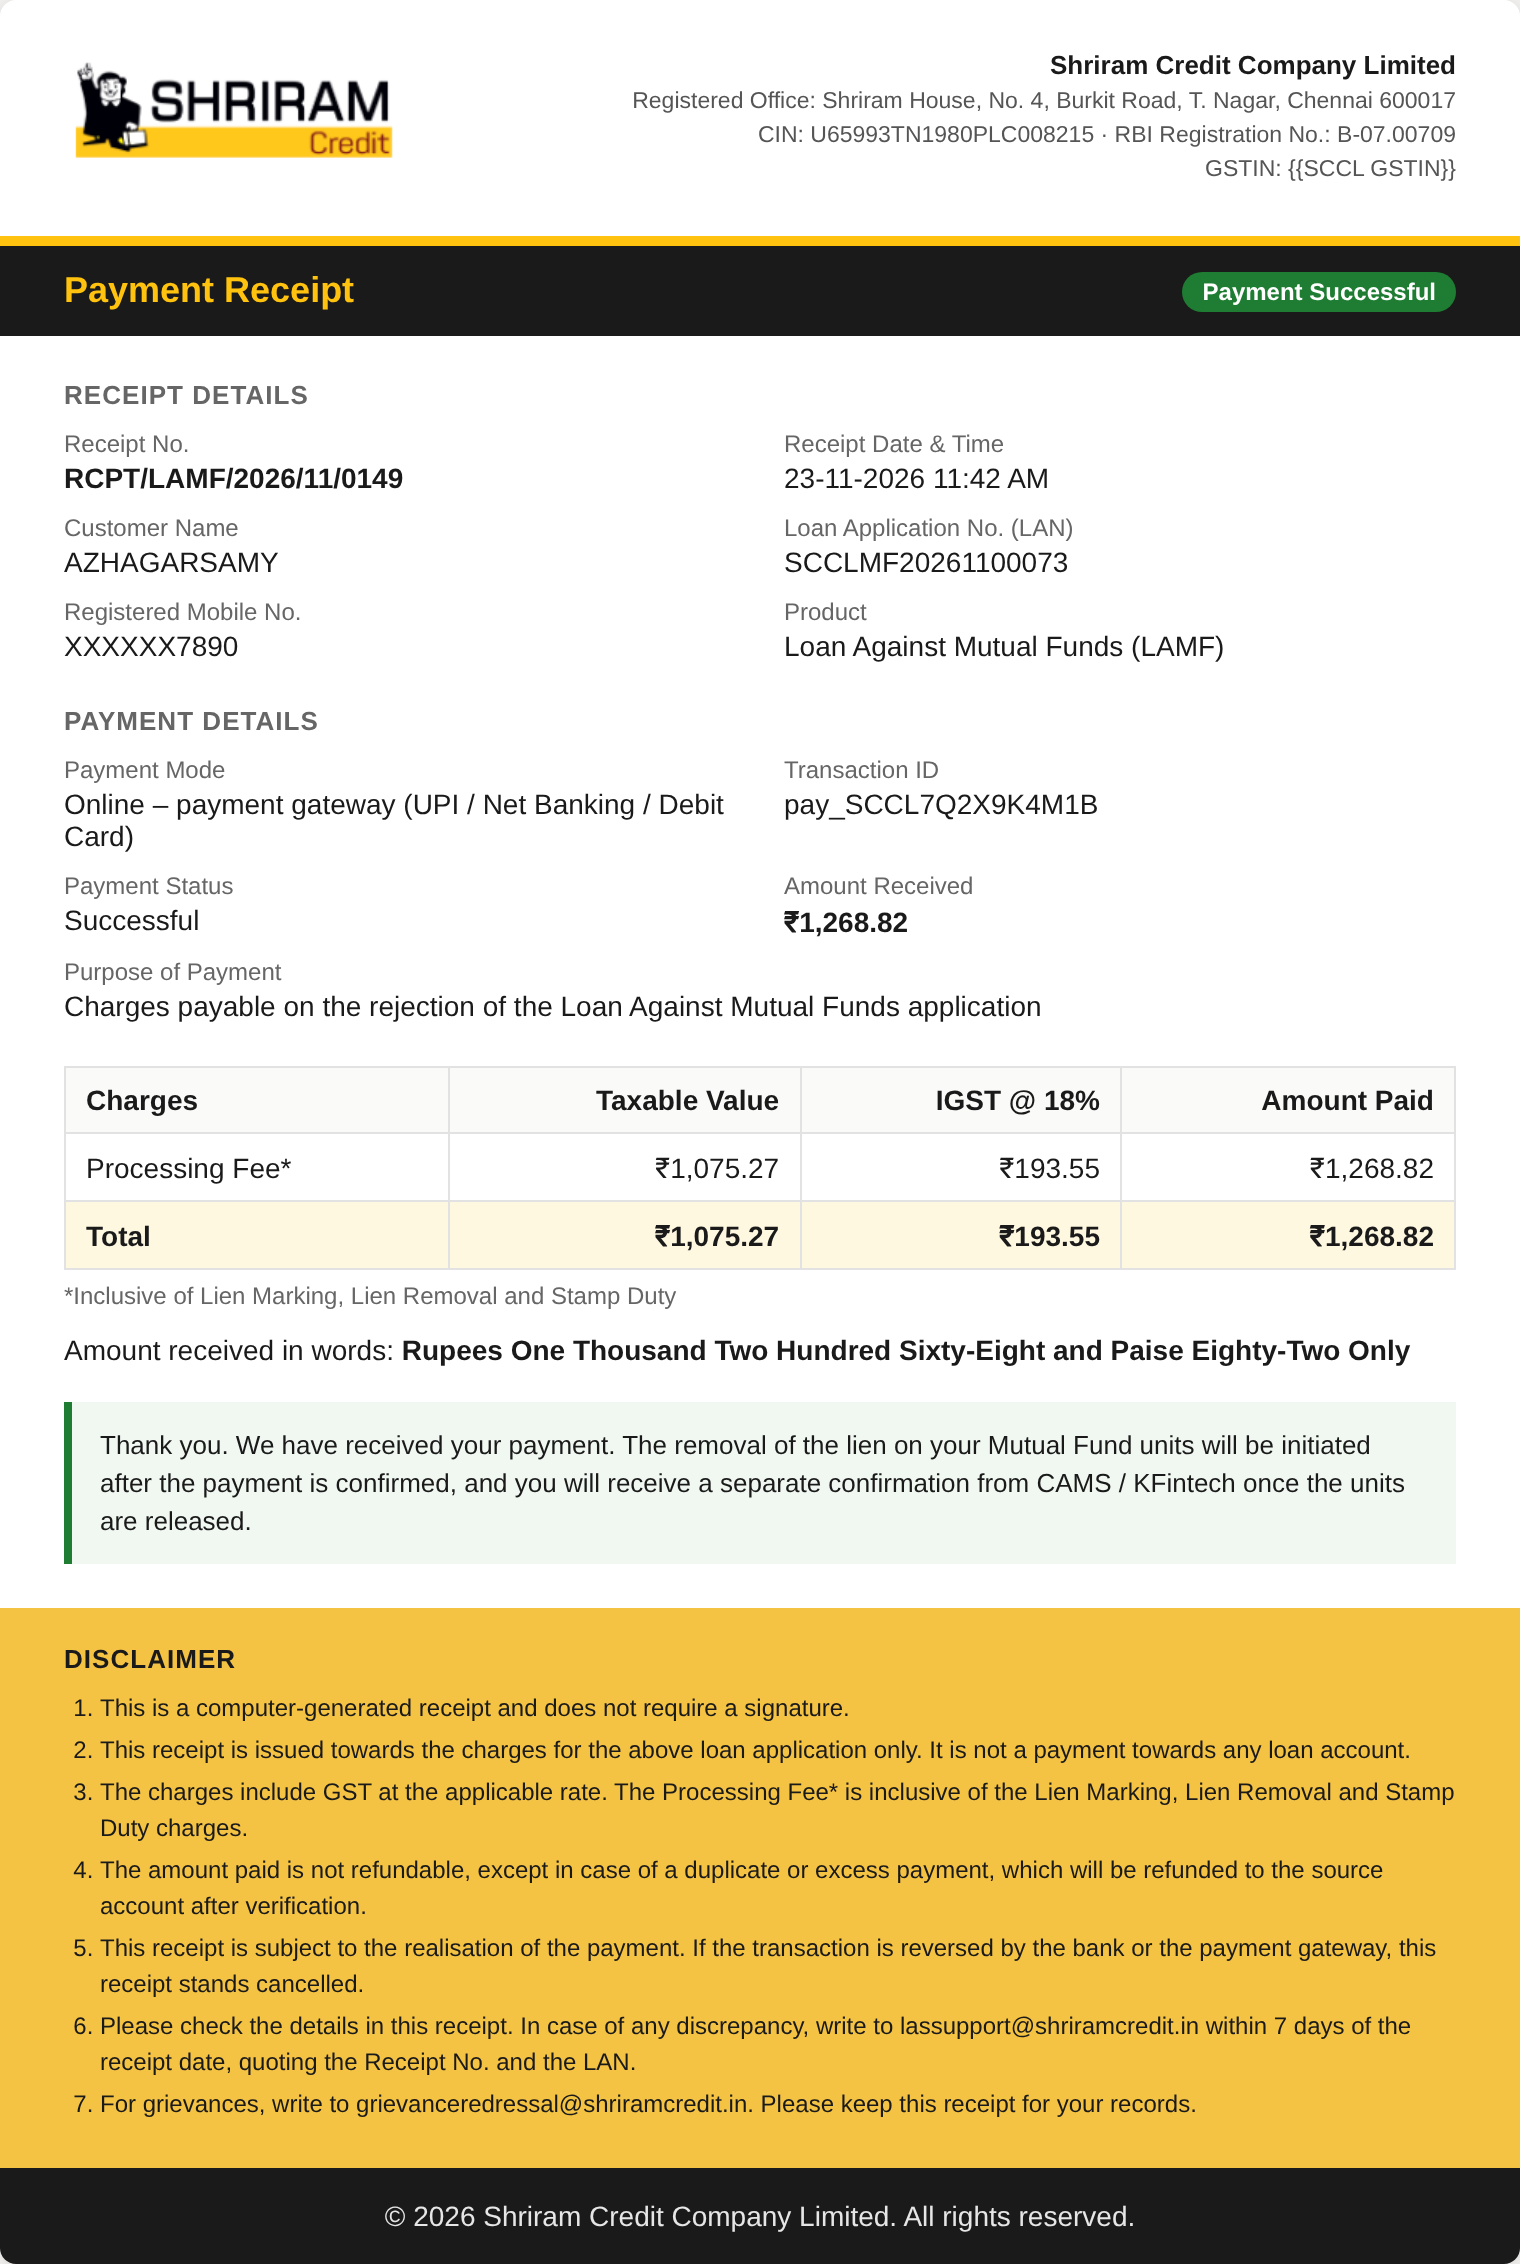 SHRIRAM
Credit
Shriram Credit Company Limited
Registered Office: Shriram House, No. 4, Burkit Road, T. Nagar, Chennai 600017
CIN: U65993TN1980PLC008215 · RBI Registration No.: B-07.00709
GSTIN: {{SCCL GSTIN}}
Payment Receipt
Payment Successful
RECEIPT DETAILS
Receipt No.
RCPT/LAMF/2026/11/0149
Receipt Date & Time
23-11-2026 11:42 AM
Customer Name
AZHAGARSAMY
Loan Application No. (LAN)
SCCLMF20261100073
Registered Mobile No.
XXXXXX7890
Product
Loan Against Mutual Funds (LAMF)
PAYMENT DETAILS
Payment Mode
Online – payment gateway (UPI / Net Banking / Debit
Card)
Transaction ID
pay_SCCL7Q2X9K4M1B
Payment Status
Successful
Amount Received
₹1,268.82
Purpose of Payment
Charges payable on the rejection of the Loan Against Mutual Funds application
Charges Taxable Value IGST @ 18% Amount Paid
Processing Fee* ₹1,075.27 ₹193.55 ₹1,268.82
Total ₹1,075.27 ₹193.55 ₹1,268.82
*Inclusive of Lien Marking, Lien Removal and Stamp Duty
Amount received in words: Rupees One Thousand Two Hundred Sixty-Eight and Paise Eighty-Two Only
Thank you. We have received your payment. The removal of the lien on your Mutual Fund units will be initiated
after the payment is confirmed, and you will receive a separate confirmation from CAMS / KFintech once the units
are released.
DISCLAIMER
1. This is a computer-generated receipt and does not require a signature.
2. This receipt is issued towards the charges for the above loan application only. It is not a payment towards any loan account.
3. The charges include GST at the applicable rate. The Processing Fee* is inclusive of the Lien Marking, Lien Removal and Stamp
Duty charges.
4. The amount paid is not refundable, except in case of a duplicate or excess payment, which will be refunded to the source
account after verification.
5. This receipt is subject to the realisation of the payment. If the transaction is reversed by the bank or the payment gateway, this
receipt stands cancelled.
6. Please check the details in this receipt. In case of any discrepancy, write to lassupport@shriramcredit.in within 7 days of the
receipt date, quoting the Receipt No. and the LAN.
7. For grievances, write to grievanceredressal@shriramcredit.in. Please keep this receipt for your records.
© 2026 Shriram Credit Company Limited. All rights reserved.